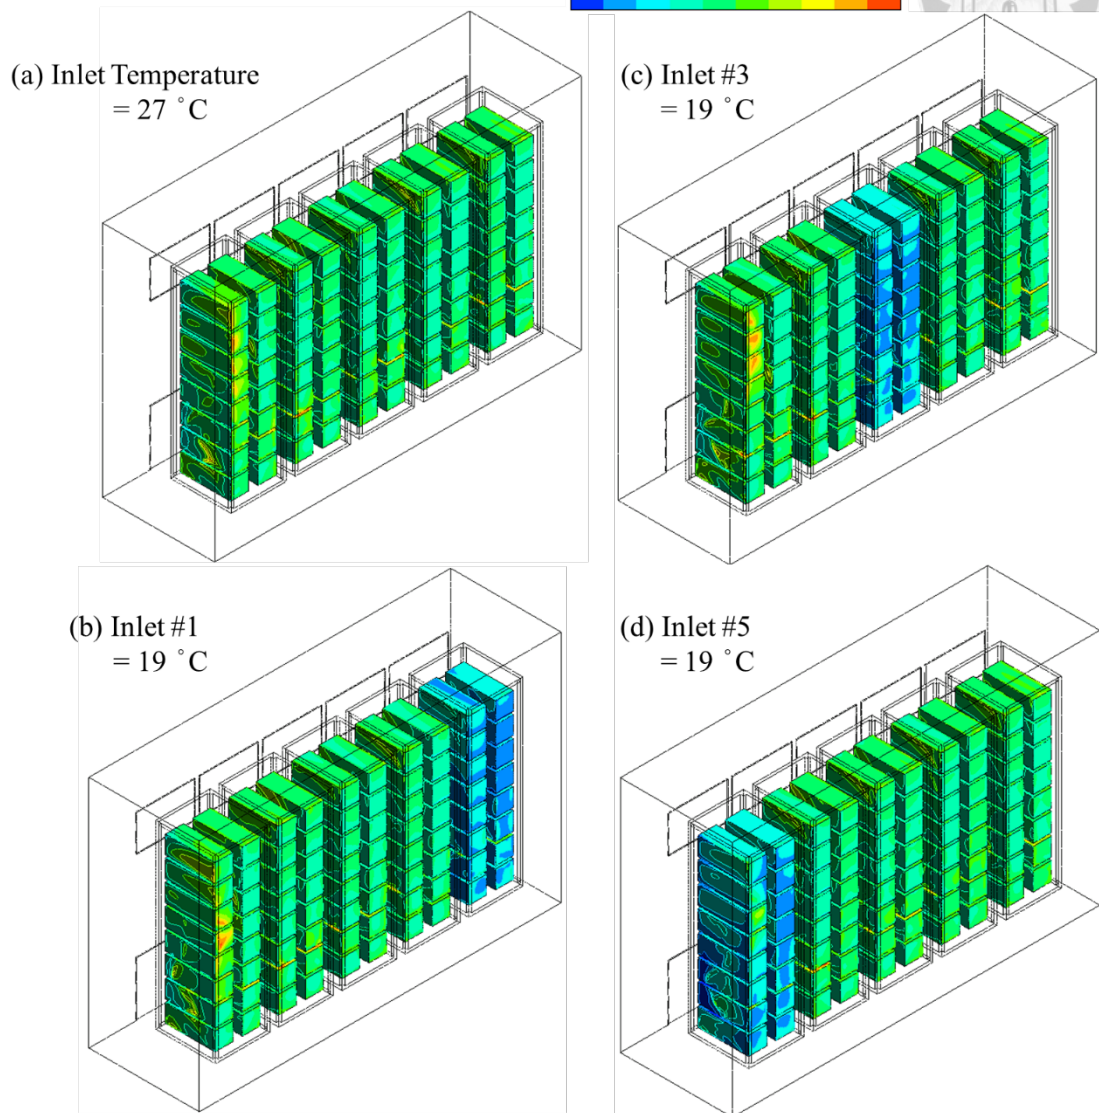 (a) Inlet Temperature
= 27 °C
(c) Inlet #3
= 19 °C
(b) Inlet #1
= 19 °C
(d) Inlet #5
= 19 °C